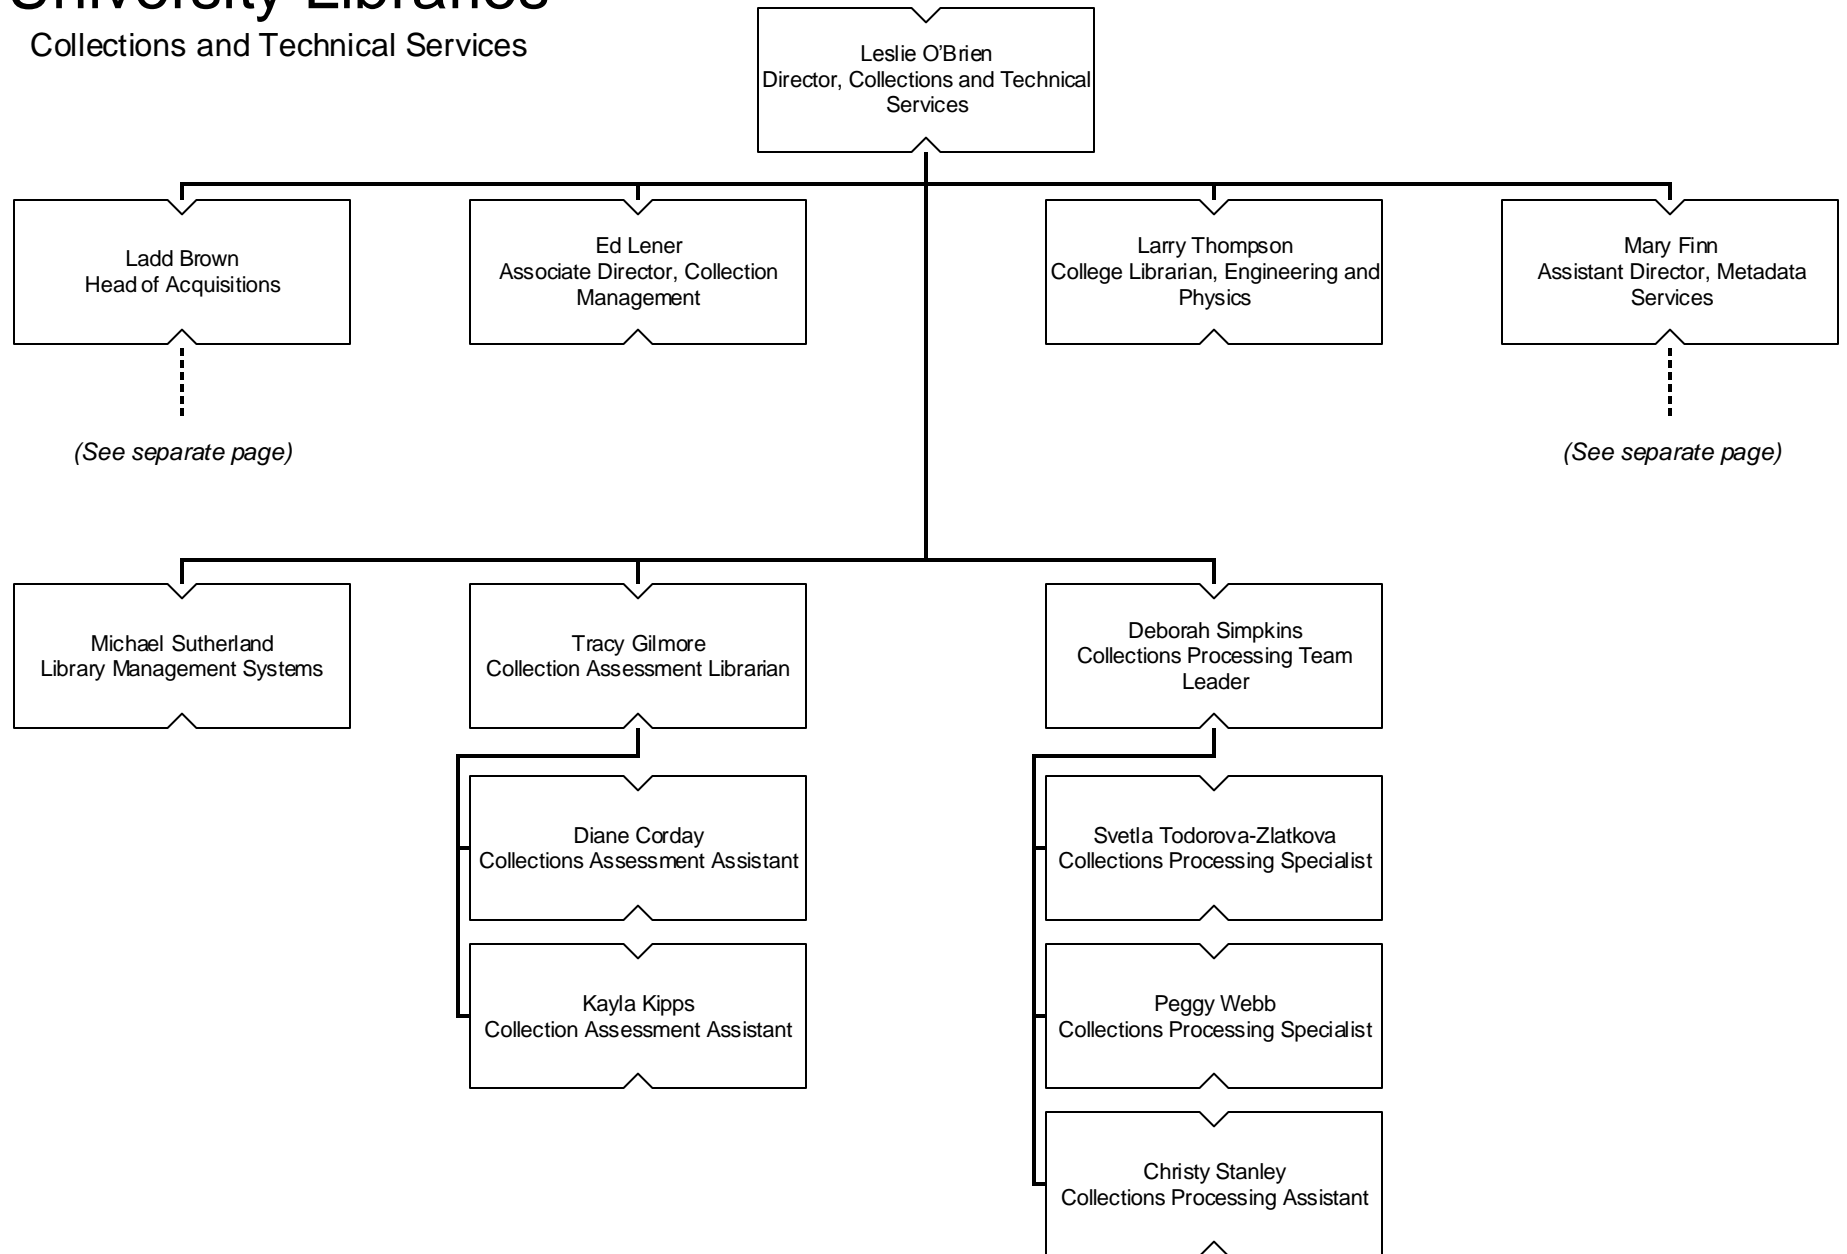 University Libraries
Collections and Technical Services
Leslie O'Brien
Director, Collections and Technical
Services
Ladd Brown
Head of Acquisitions
Ed Lener
Associate Director, Collection
Management
Larry Thompson
College Librarian, Engineering and
Physics
Mary Finn
Assistant Director, Metadata
Services
(See separate page)
(See separate page)
Michael Sutherland
Library Management Systems
Tracy Gilmore
Collection Assessment Librarian
Deborah Simpkins
Collections Processing Team
Leader
Diane Corday
Collections Assessment Assistant
Svetla Todorova-Zlatkova
Collections Processing Specialist
Kayla Kipps
Collection Assessment Assistant
Peggy Webb
Collections Processing Specialist
Christy Stanley
Collections Processing Assistant